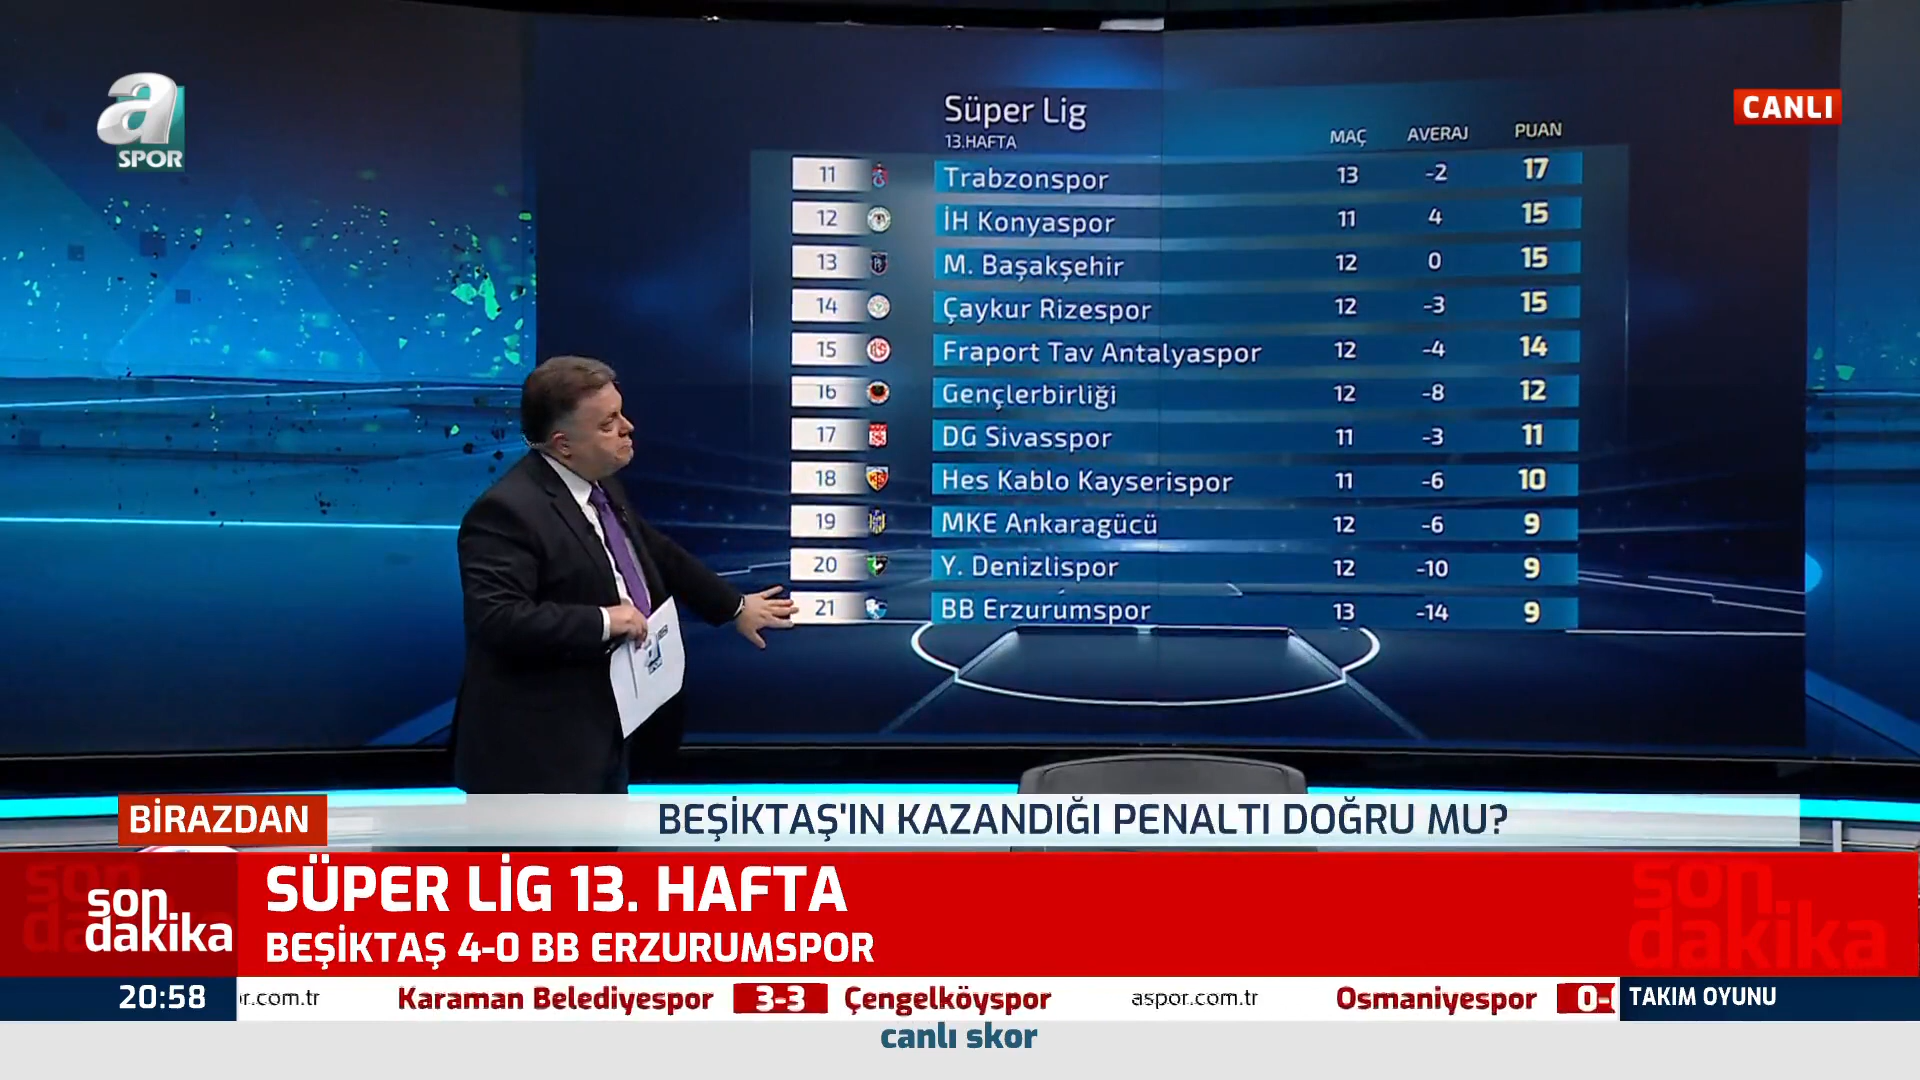 a
SPOR
CANLI
Süper Lig
13.HAFTA
MAÇ AVERAJ PUAN
11 Trabzonspor 13 -2 17
12 İH Konyaspor 11 4 15
13 M. Başakşehir 12 0 15
14 Çaykur Rizespor 12 -3 15
15 Fraport Tav Antalyaspor 12 -4 14
16 Gençlerbirliği 12 -8 12
17 DG Sivasspor 11 -3 11
18 Hes Kablo Kayserispor 11 -6 10
19 MKE Ankaragücü 12 -6 9
20 Y. Denizlispor 12 -10 9
21 BB Erzurumspor 13 -14 9
BİRAZDAN BEŞİKTAŞ'IN KAZANDIĞI PENALTI DOĞRU MU?
son dakika
SÜPER LİG 13. HAFTA
BEŞİKTAŞ 4-0 BB ERZURUMSPOR
son dakika
20:58 r.com.tr Karaman Belediyespor 3-3 Çengelköyspor aspor.com.tr Osmaniyespor 0- TAKIM OYUNU
canlı skor